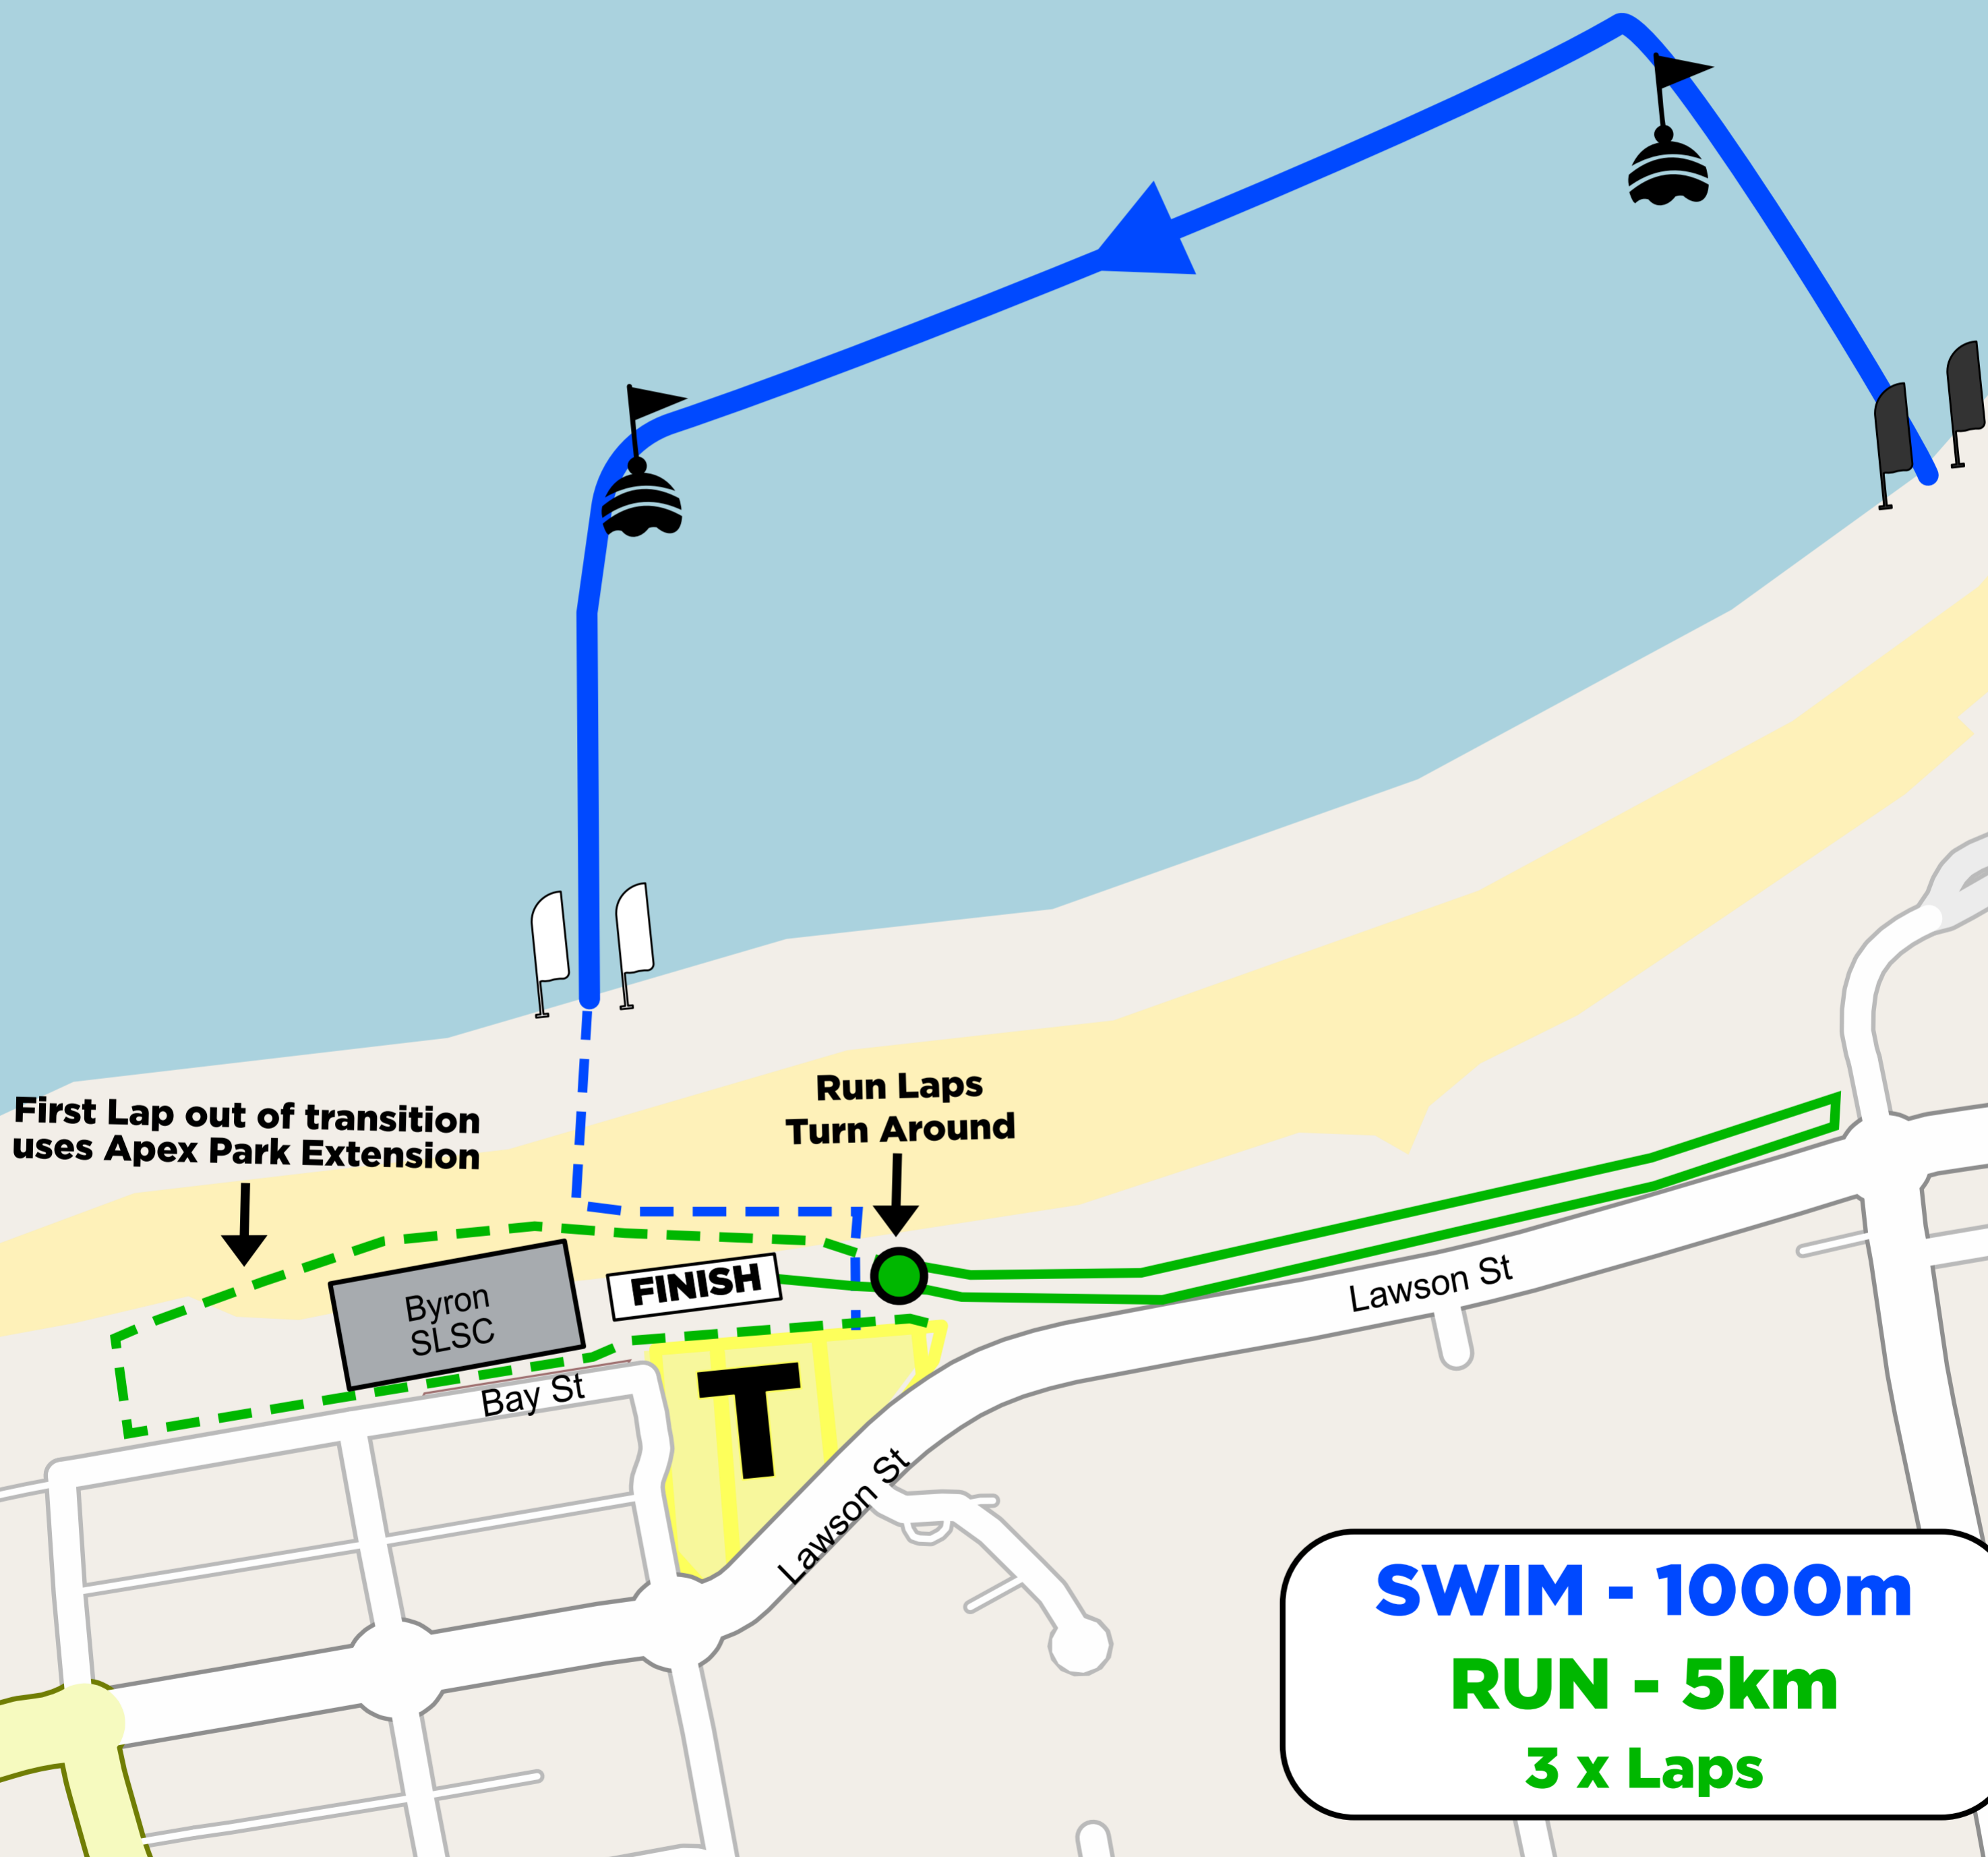 Run Laps
Turn Around
First Lap out of transition
uses Apex Park Extension
FINISH
Byron
SLSC
Bay St
T
Lawson St
Lawson St
SWIM - 1000m
RUN - 5km
3 x Laps